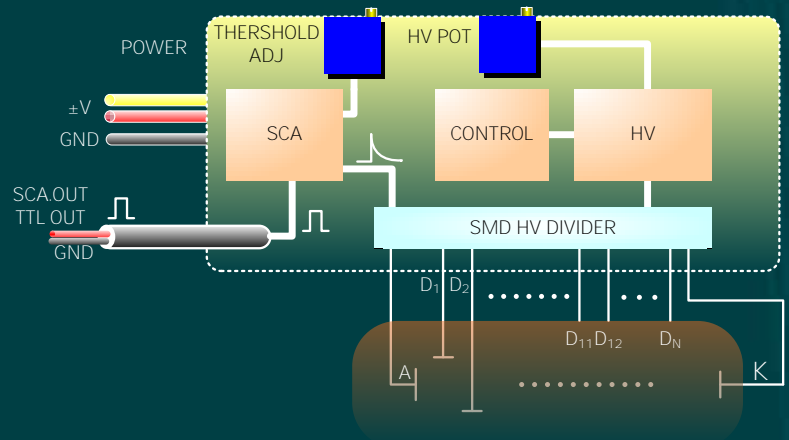 POWER
THERSHOLD
ADJ
HV POT
±V
GND
SCA
CONTROL
HV
SCA.OUT
TTL OUT
GND
SMD HV DIVIDER
D1 D2
D11 D12 DN
A
K